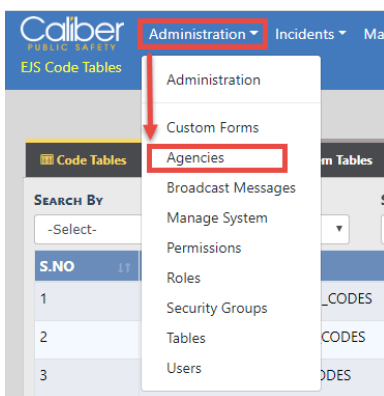 Caliber
PUBLIC SAFETY
Administration Incidents Ma
EJS Code Tables
Administration
Custom Forms
Agencies
Broadcast Messages
Manage System
Permissions
Roles
Security Groups
Tables
Users
Code Tables
m Tables
SEARCH BY
-Select-
S.NO
1
_CODES
2
CODES
3
ODES